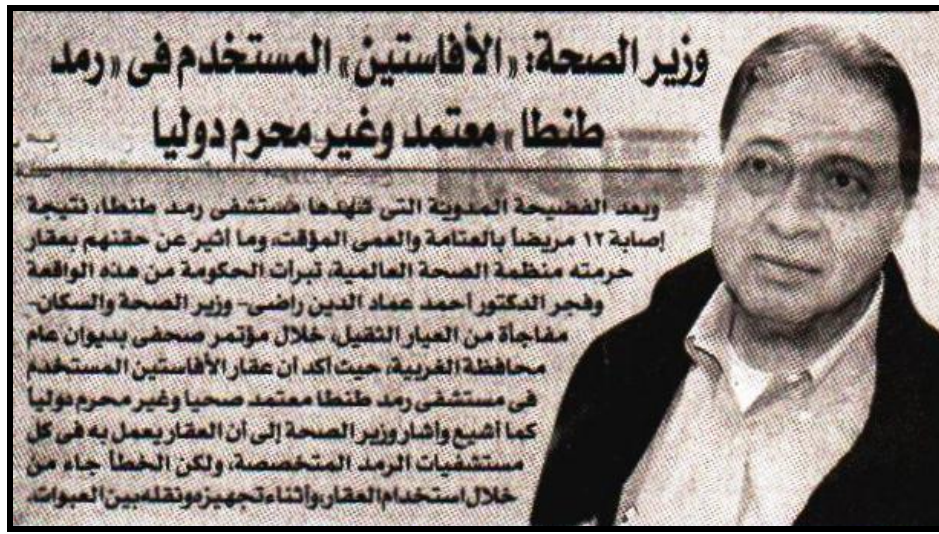 وزير الصحة: «الأفاستين» المستخدم فى «رمد
طنطا» معتمد وغير محرم دوليا
وبعد الفضيحة المدوية التى شهدها مستشفى رمد طنطا، نتيجة
إصابة ١٢ مريضاً بالعتامة والعمى المؤقت، وما أثير عن حقنهم بعقار
حرمته منظمة الصحة العالمية، تبرأت الحكومة من هذه الواقعة
وفجر الدكتور أحمد عماد الدين راضى- وزير الصحة والسكان-
مفاجأة من العيار الثقيل، خلال مؤتمر صحفى بديوان عام
محافظة الغربية، حيث أكد أن عقار الأفاستين المستخدم
فى مستشفى رمد طنطا معتمد صحيا وغير محرم دولياً
كما أشيع وأشار وزير الصحة إلى أن العقار يعمل به فى كل
مستشفيات الرمد المتخصصة، ولكن الخطأ جاء من
خلال استخدام العقار وأثناء تجهيزه ونقله بين العبوات.